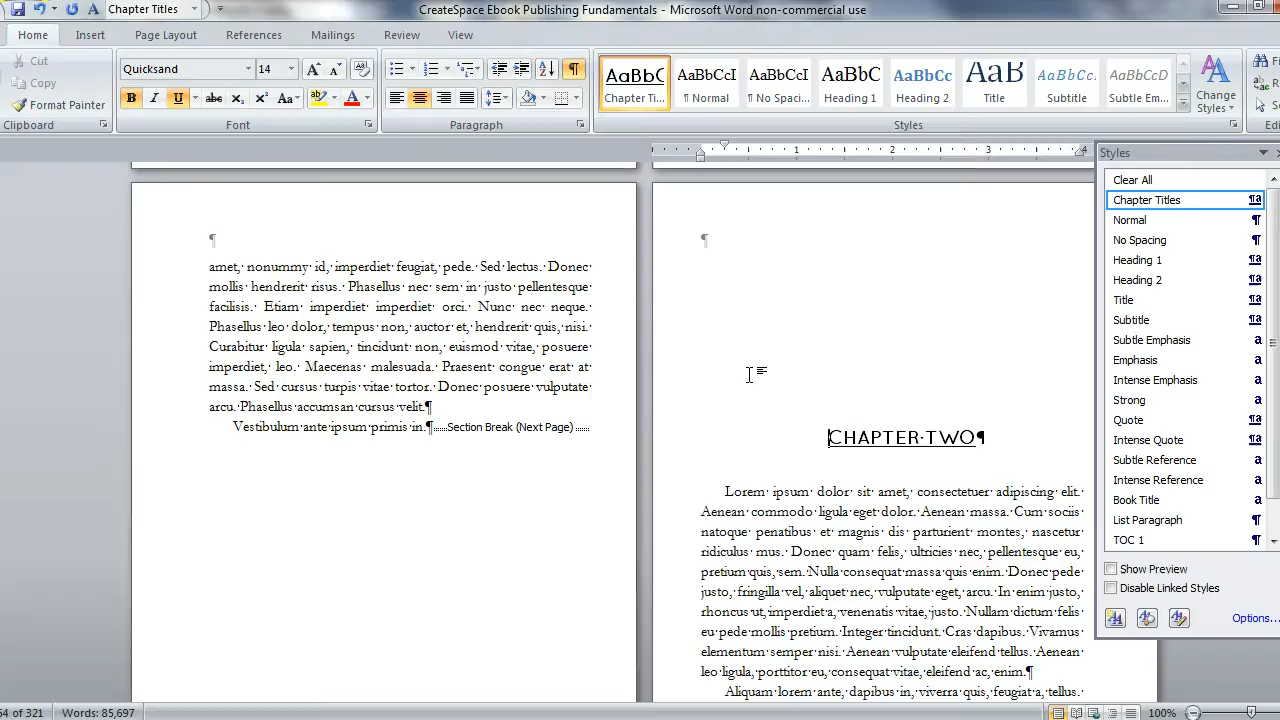 Chapter Titles
CreateSpace Ebook Publishing Fundamentals - Microsoft Word non-commercial use
Home Insert Page Layout References Mailings Review View
Cut
Copy
Format Painter
Clipboard
Quicksand 14
Font
Paragraph
AaBbC AaBbCcI AaBbCcI AaBbC AaBbCc AaB AaBbCcI AaBbCcD
Chapter Ti... ¶ Normal ¶ No Spaci... Heading 1 Heading 2 Title Subtitle Subtle Em...
Change
Styles
Styles
1 2 3 4
Styles
Clear All
Chapter Titles
Normal
No Spacing
Heading 1
Heading 2
Title
Subtitle
Subtle Emphasis
Emphasis
Intense Emphasis
Strong
Quote
Intense Quote
Subtle Reference
Intense Reference
Book Title
List Paragraph
TOC 1
Show Preview
Disable Linked Styles
Options...
¶
amet, nonummy id, imperdiet feugiat, pede. Sed lectus. Donec
mollis hendrerit risus. Phasellus nec sem in justo pellentesque
facilisis. Etiam imperdiet imperdiet orci. Nunc nec neque.
Phasellus leo dolor, tempus non, auctor et, hendrerit quis, nisi.
Curabitur ligula sapien, tincidunt non, euismod vitae, posuere
imperdiet, leo. Maecenas malesuada. Praesent congue erat at
massa. Sed cursus turpis vitae tortor. Donec posuere vulputate
arcu. Phasellus accumsan cursus velit.¶
Vestibulum ante ipsum primis in.¶ Section Break (Next Page)
¶
CHAPTER TWO¶
Lorem ipsum dolor sit amet, consectetuer adipiscing elit.
Aenean commodo ligula eget dolor. Aenean massa. Cum sociis
natoque penatibus et magnis dis parturient montes, nascetur
ridiculus mus. Donec quam felis, ultricies nec, pellentesque eu,
pretium quis, sem. Nulla consequat massa quis enim. Donec pede
justo, fringilla vel, aliquet nec, vulputate eget, arcu. In enim justo,
rhoncus ut, imperdiet a, venenatis vitae, justo. Nullam dictum felis
eu pede mollis pretium. Integer tincidunt. Cras dapibus. Vivamus
elementum semper nisi. Aenean vulputate eleifend tellus. Aenean
leo ligula, porttitor eu, consequat vitae, eleifend ac, enim.¶
Aliquam lorem ante, dapibus in, viverra quis, feugiat a, tellus.
54 of 321 Words: 85,697 100%